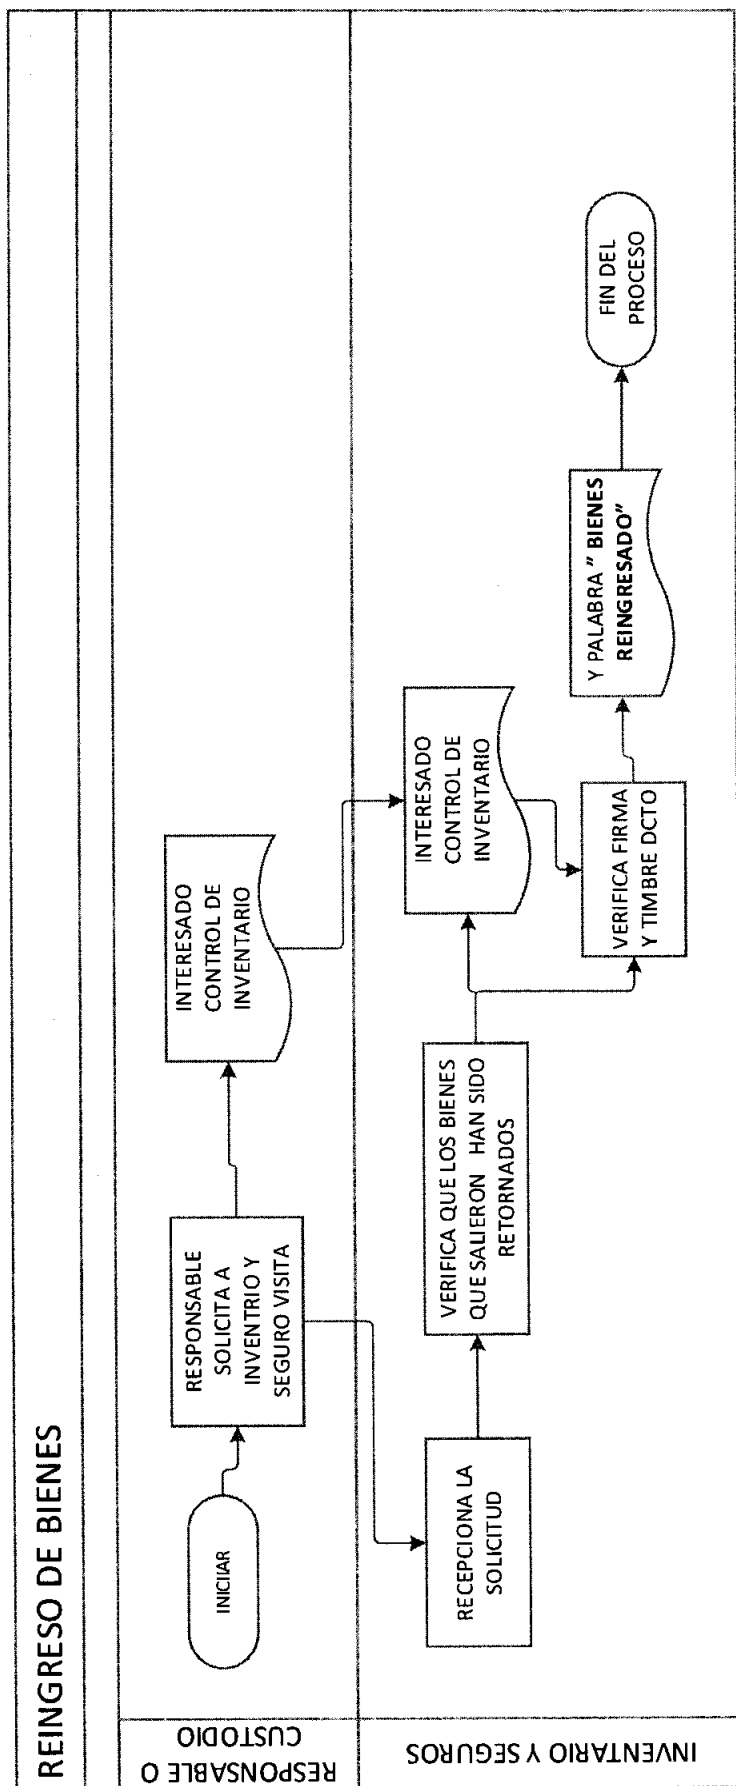 REINGRESO DE BIENES
RESPONSABLE O
CUSTODIO
INICIIAR
RESPONSABLE
SOLICITA A
INVENTRIO Y
SEGURO VISITA
INTERESADO
CONTROL DE
INVENTARIO
INVENTARIO Y SEGUROS
RECEPCIONA LA
SOLICITUD
VERIFICA QUE LOS BIENES
QUE SALIERON HAN SIDO
RETORNADOS
INTERESADO
CONTROL DE
INVENTARIO
VERIFICA FIRMA
Y TIMBRE DCTO
Y PALABRA " BIENES
REINGRESADO"
FIN DEL
PROCESO